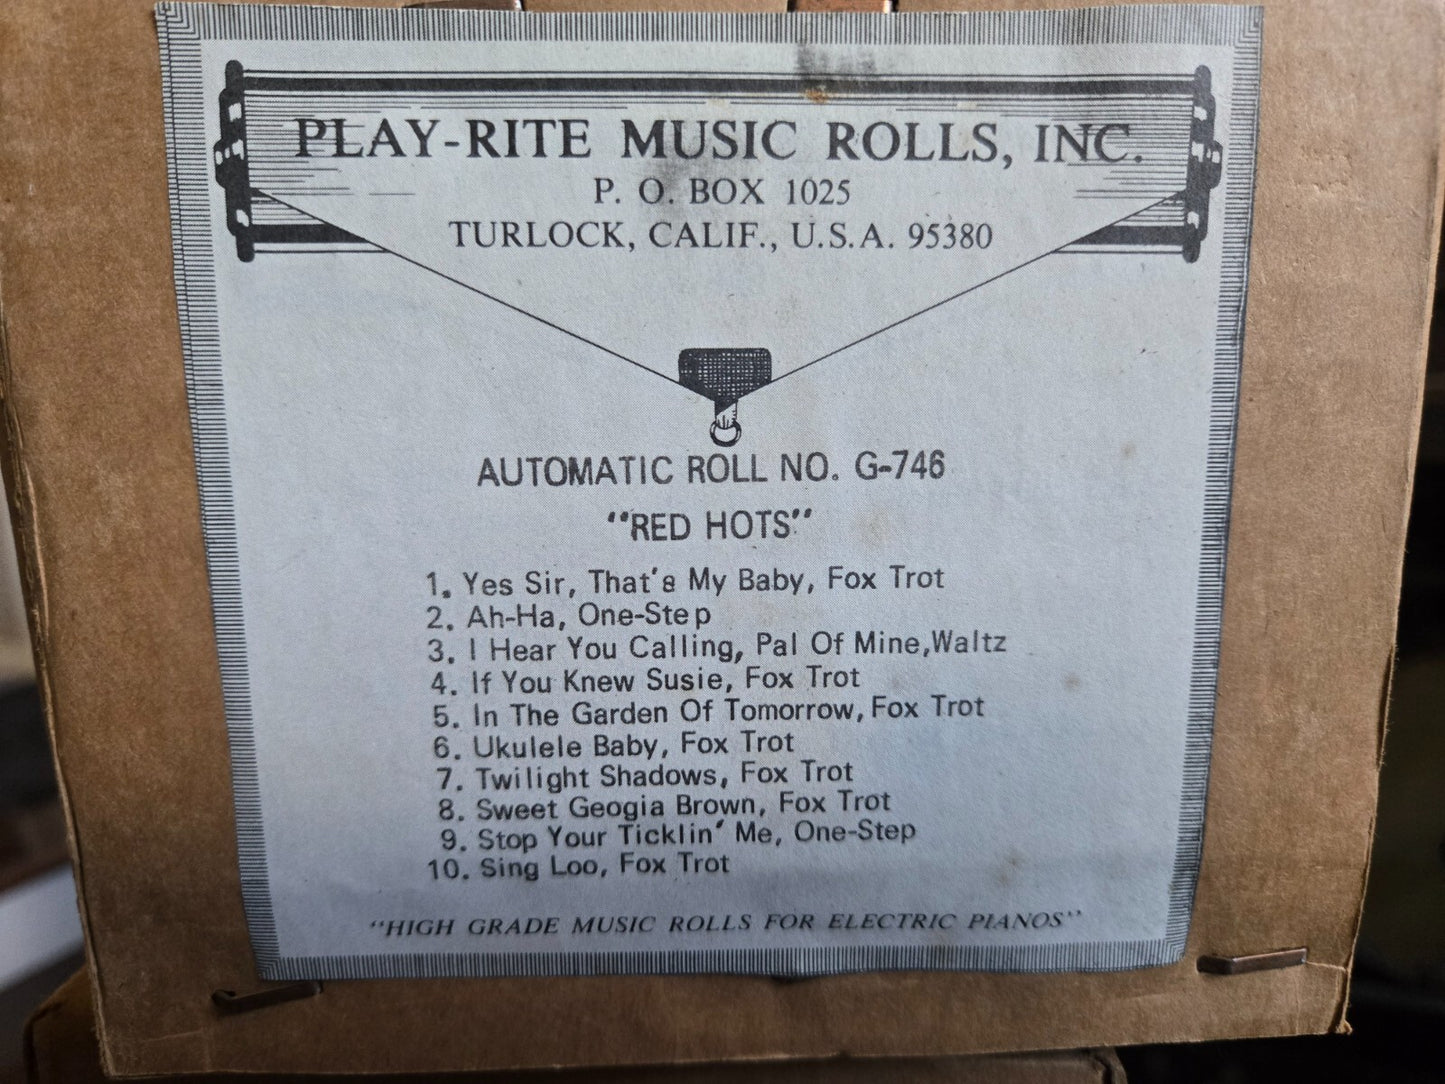 PLAY-RITE MUSIC ROLLS, INC.
P. O. BOX 1025
TURLOCK, CALIF., U.S.A. 95380
AUTOMATIC ROLL NO. G-746
"RED HOTS"
1. Yes Sir, That's My Baby, Fox Trot
2. Ah-Ha, One-Step
3. I Hear You Calling, Pal Of Mine,Waltz
4. If You Knew Susie, Fox Trot
5. In The Garden Of Tomorrow, Fox Trot
6. Ukulele Baby, Fox Trot
7. Twilight Shadows, Fox Trot
8. Sweet Geogia Brown, Fox Trot
9. Stop Your Ticklin' Me, One-Step
10. Sing Loo, Fox Trot
"HIGH GRADE MUSIC ROLLS FOR ELECTRIC PIANOS"